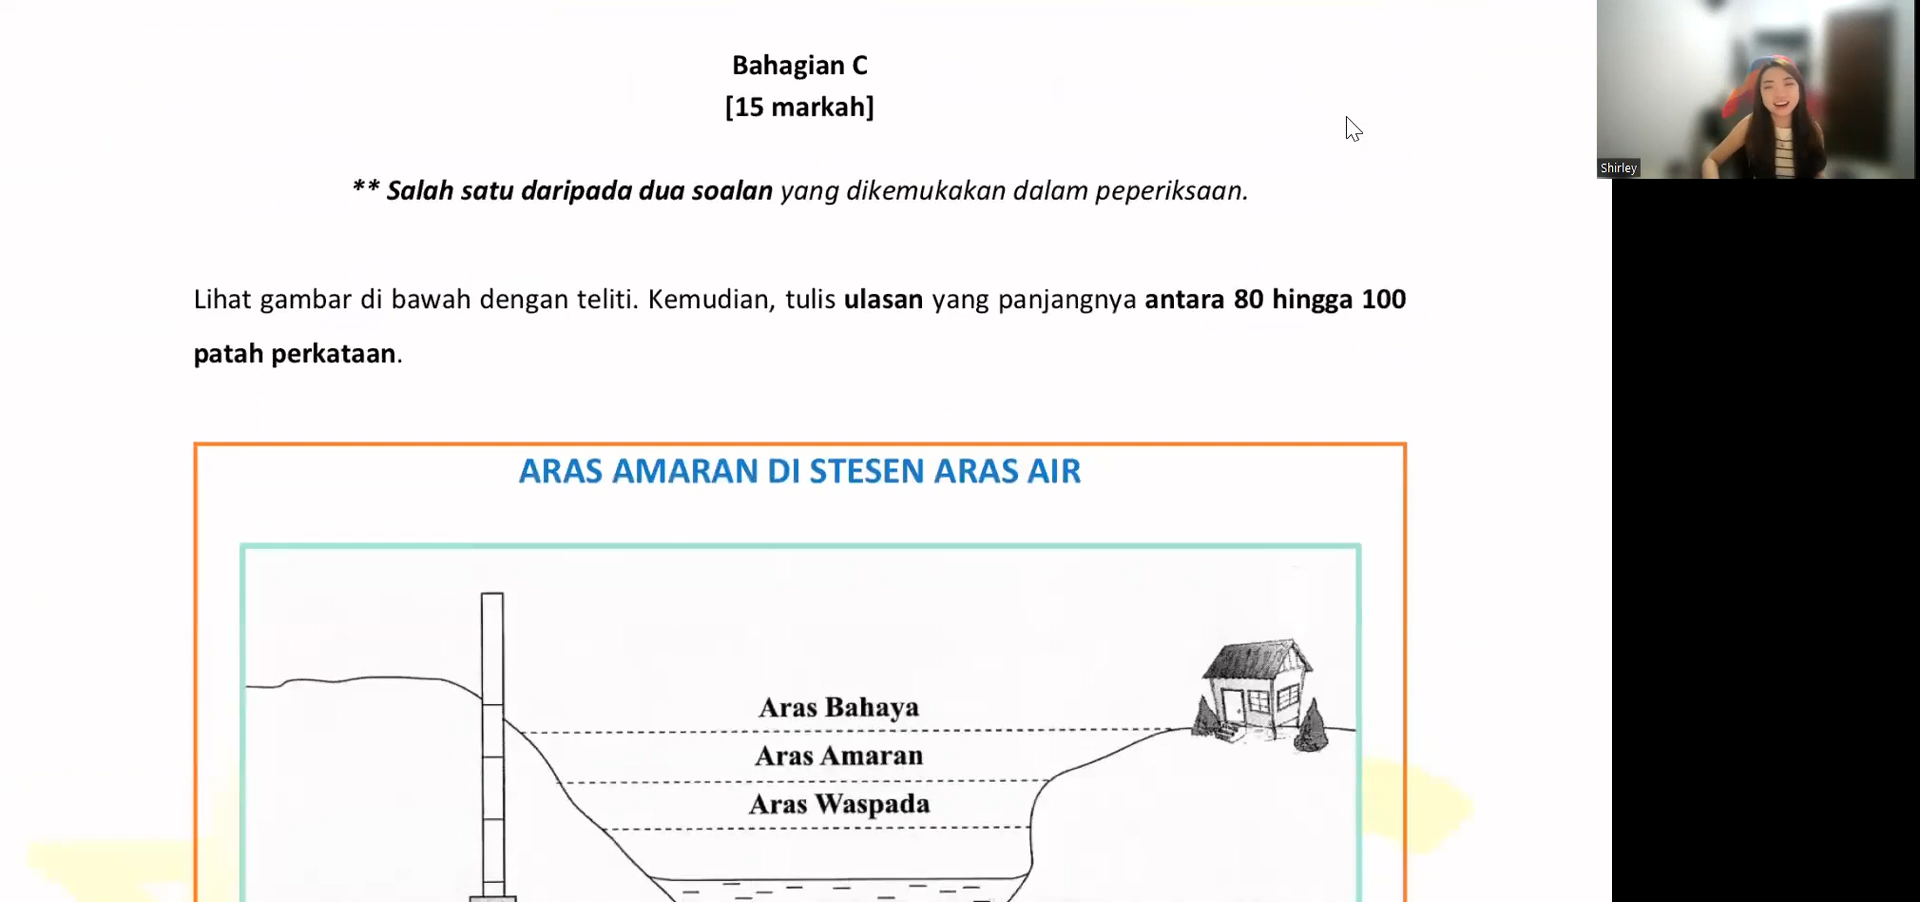 Bahagian C
[15 markah]
** Salah satu daripada dua soalan yang dikemukakan dalam peperiksaan.
Lihat gambar di bawah dengan teliti. Kemudian, tulis ulasan yang panjangnya antara 80 hingga 100
patah perkataan.
ARAS AMARAN DI STESEN ARAS AIR
Aras Bahaya
Aras Amaran
Aras Waspada
Shirley